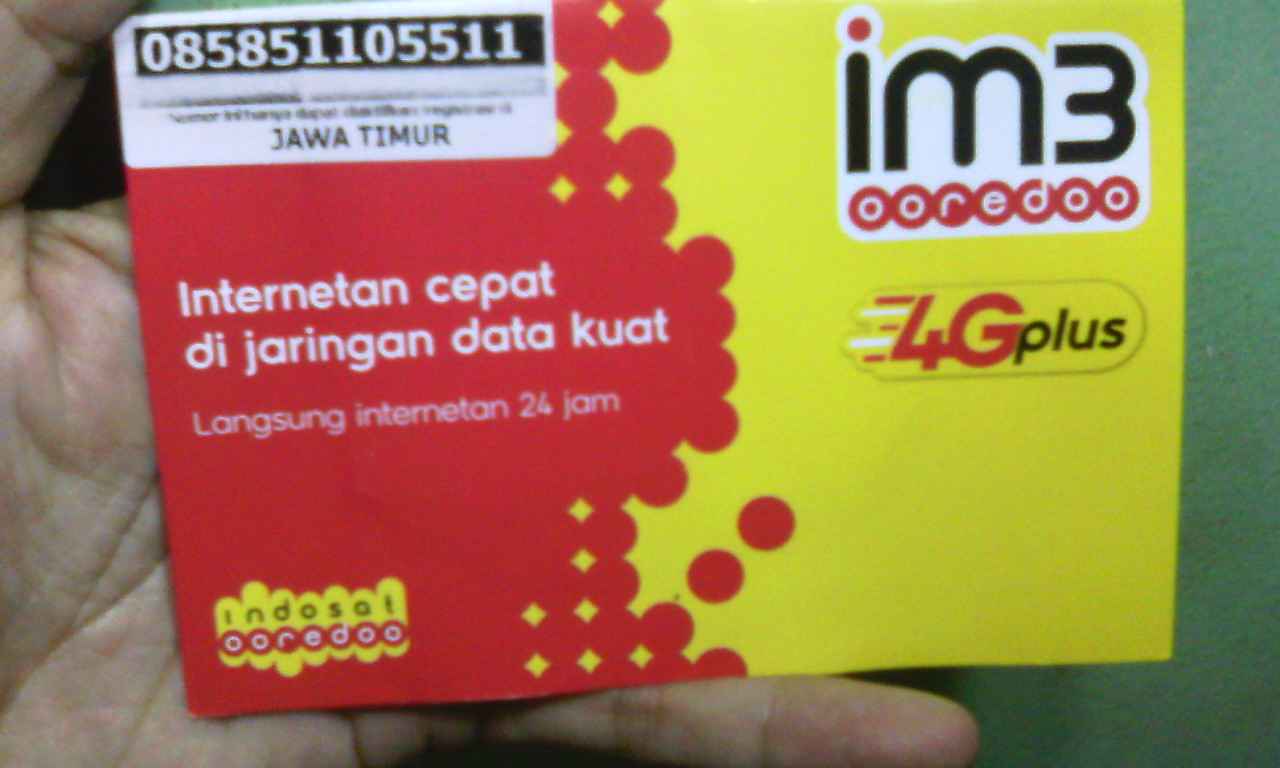 085851105511
JAWA TIMUR
im3
ooredoo
4Gplus
Internetan cepat
di jaringan data kuat
Langsung internetan 24 jam
indosat
ooredoo